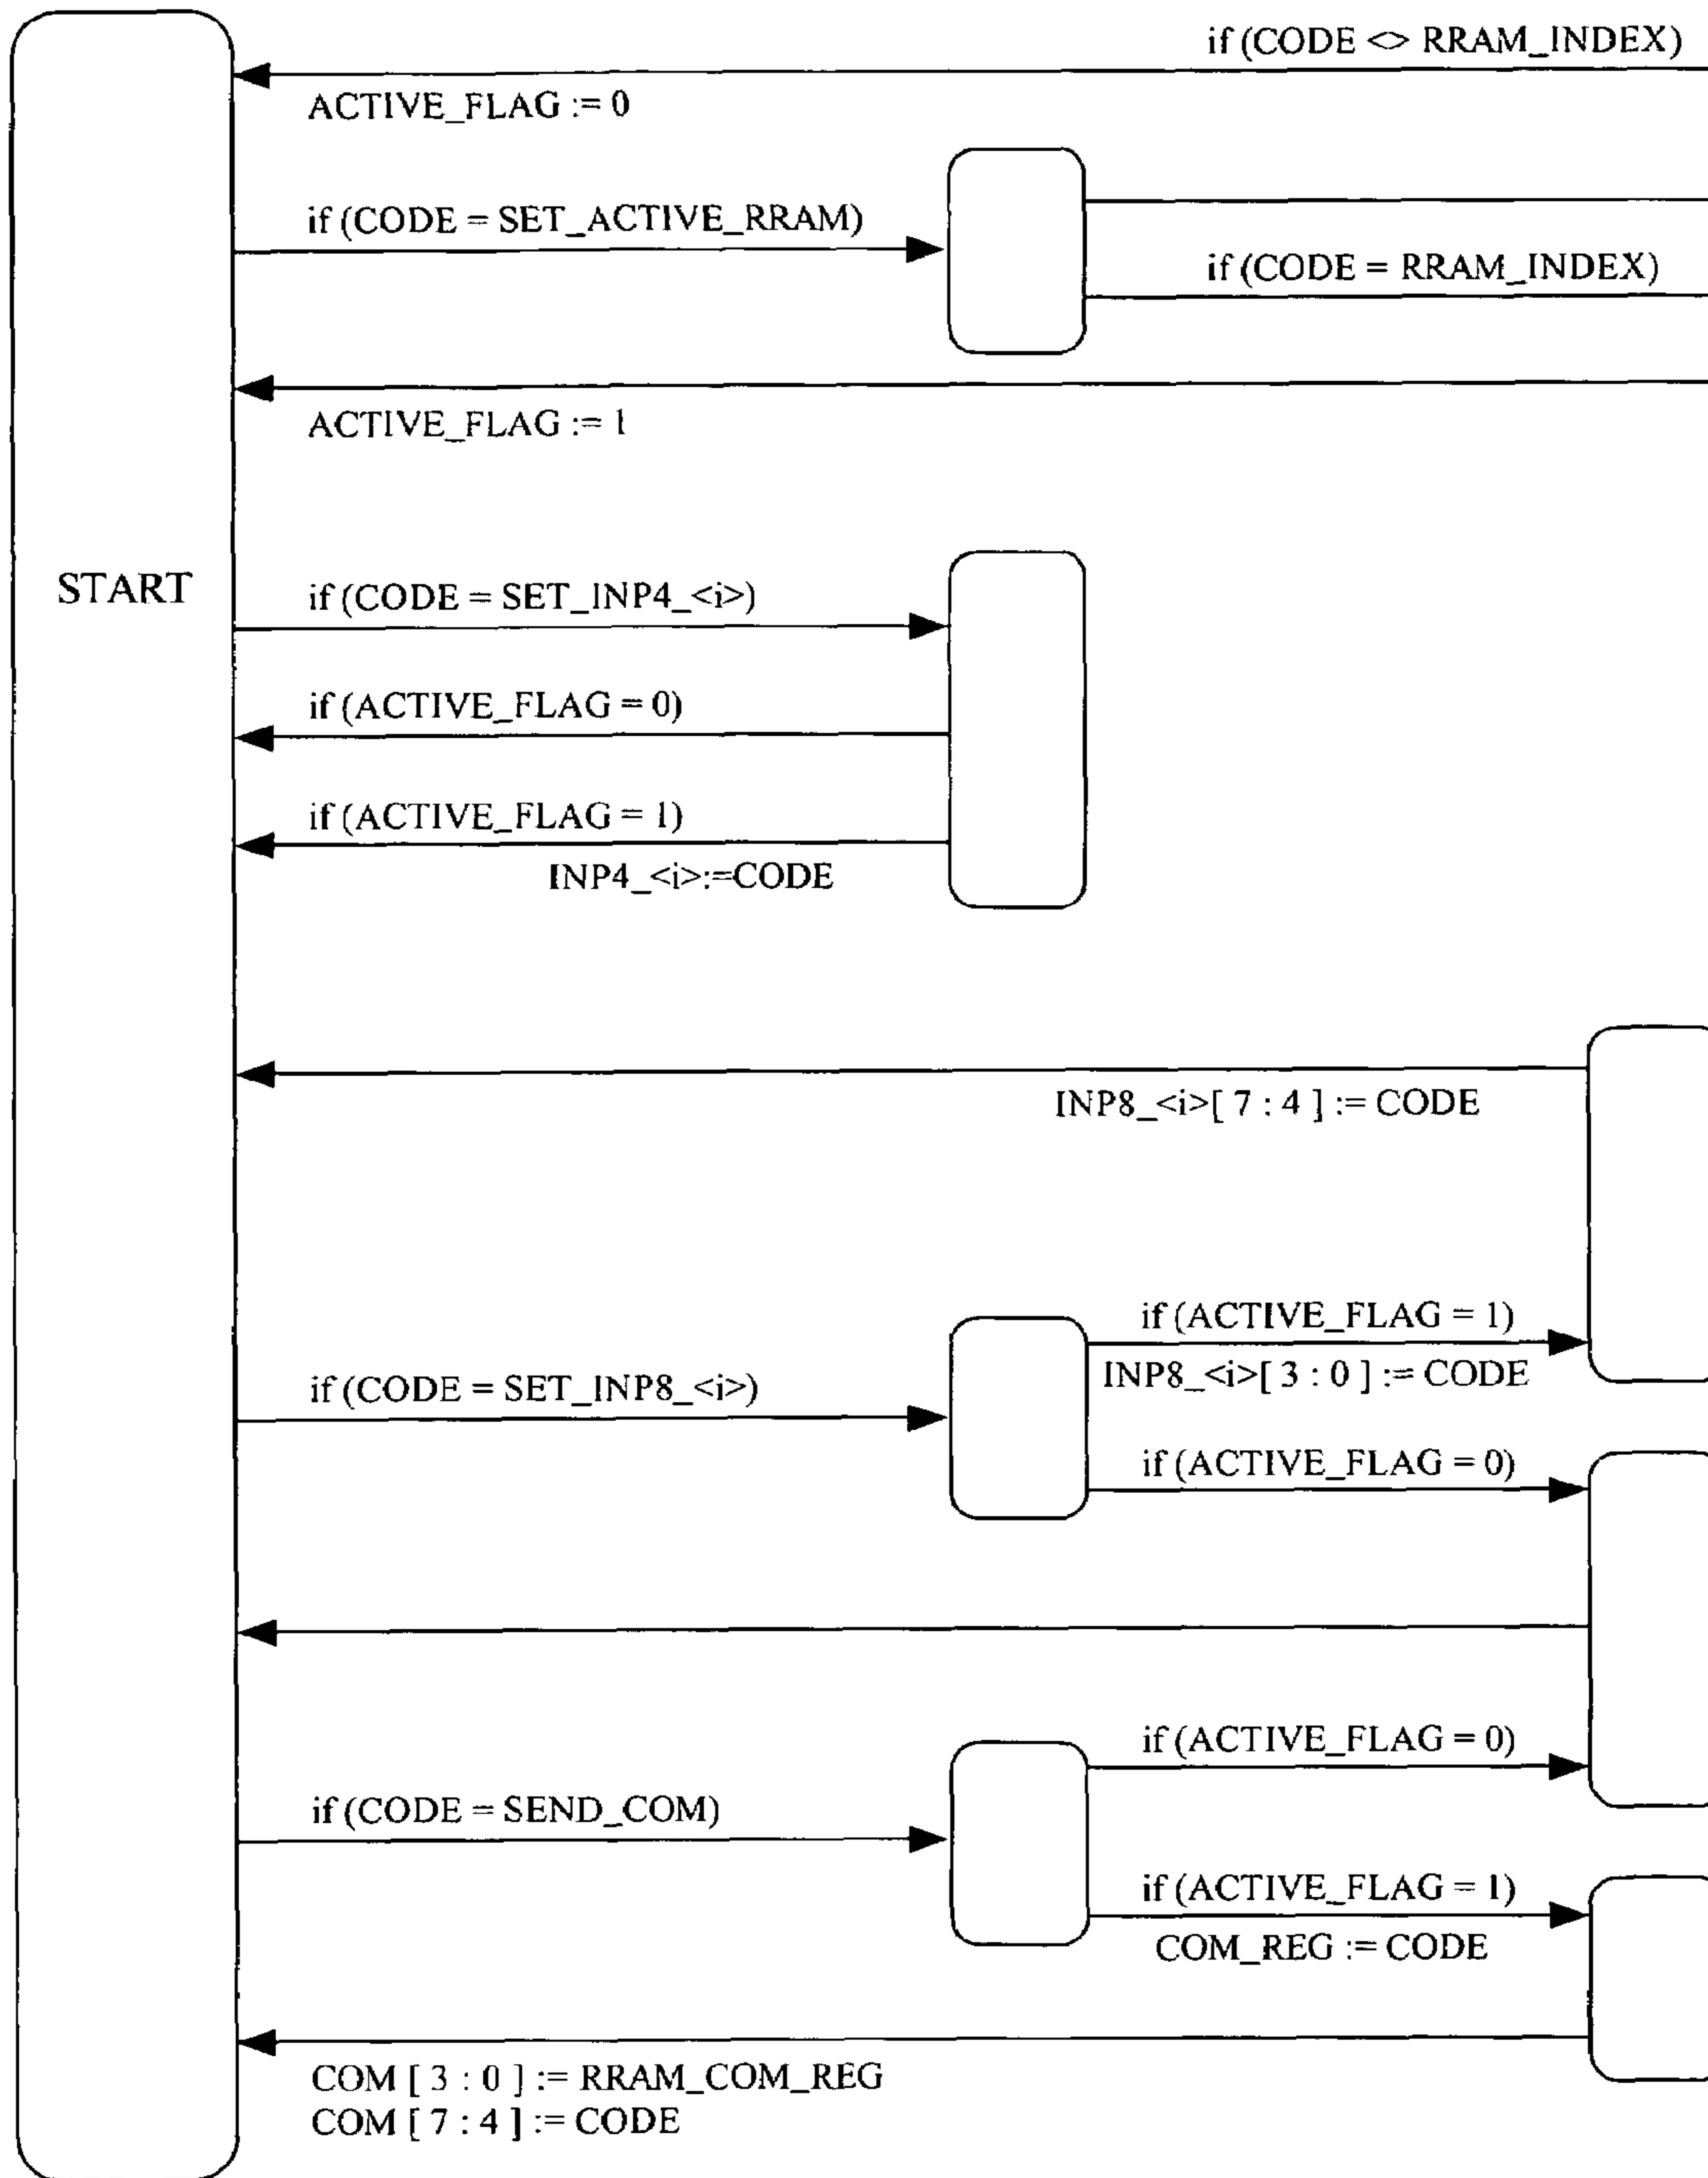 if (CODE <> RRAM_INDEX)
ACTIVE_FLAG := 0
if (CODE = SET_ACTIVE_RRAM)
if (CODE = RRAM_INDEX)
ACTIVE_FLAG := 1
START
if (CODE = SET_INP4_<i>)
if (ACTIVE_FLAG = 0)
if (ACTIVE_FLAG = 1)
INP4_<i>:=CODE
INP8_<i>[ 7 : 4 ] := CODE
if (ACTIVE_FLAG = 1)
INP8_<i>[ 3 : 0 ] := CODE
if (CODE = SET_INP8_<i>)
if (ACTIVE_FLAG = 0)
if (ACTIVE_FLAG = 0)
if (CODE = SEND_COM)
if (ACTIVE_FLAG = 1)
COM_REG := CODE
COM [ 3 : 0 ] := RRAM_COM_REG
COM [ 7 : 4 ] := CODE